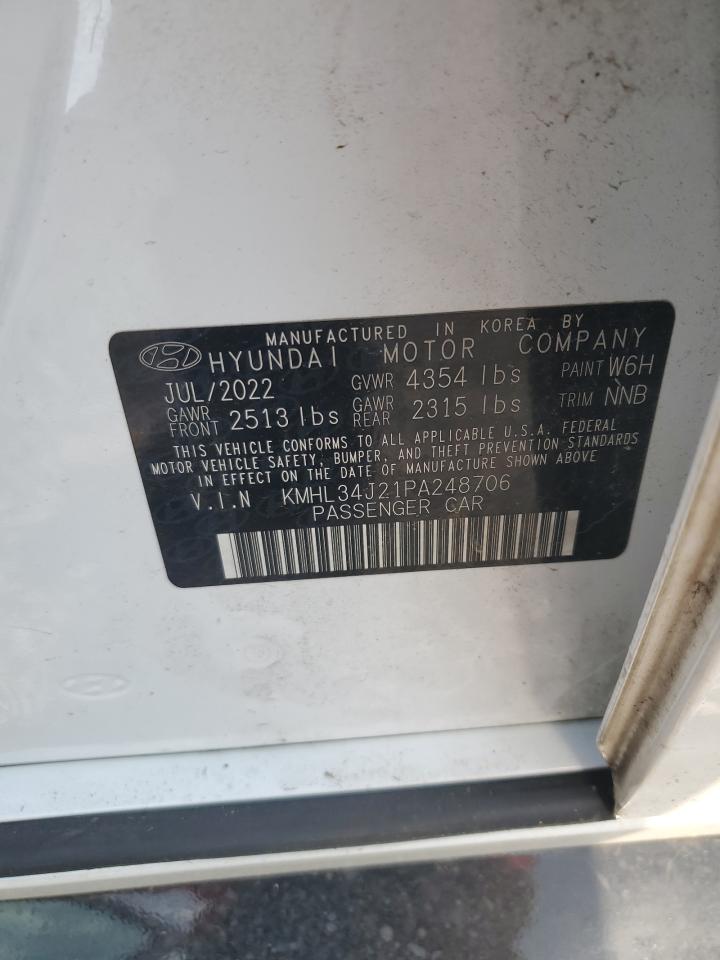 MANUFACTURED IN KOREA BY
HYUNDAI MOTOR COMPANY
JUL/2022 GVWR 4354 lbs PAINT W6H
GAWR FRONT 2513 lbs GAWR REAR 2315 lbs TRIM NNB
THIS VEHICLE CONFORMS TO ALL APPLICABLE U.S.A. FEDERAL
MOTOR VEHICLE SAFETY, BUMPER, AND THEFT PREVENTION STANDARDS
IN EFFECT ON THE DATE OF MANUFACTURE SHOWN ABOVE
V.I.N KMHL34J21PA248706
PASSENGER CAR